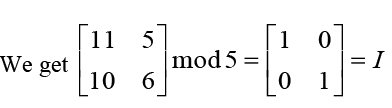 We get [11 5; 10 6] mod 5 = [1 0; 0 1] = I